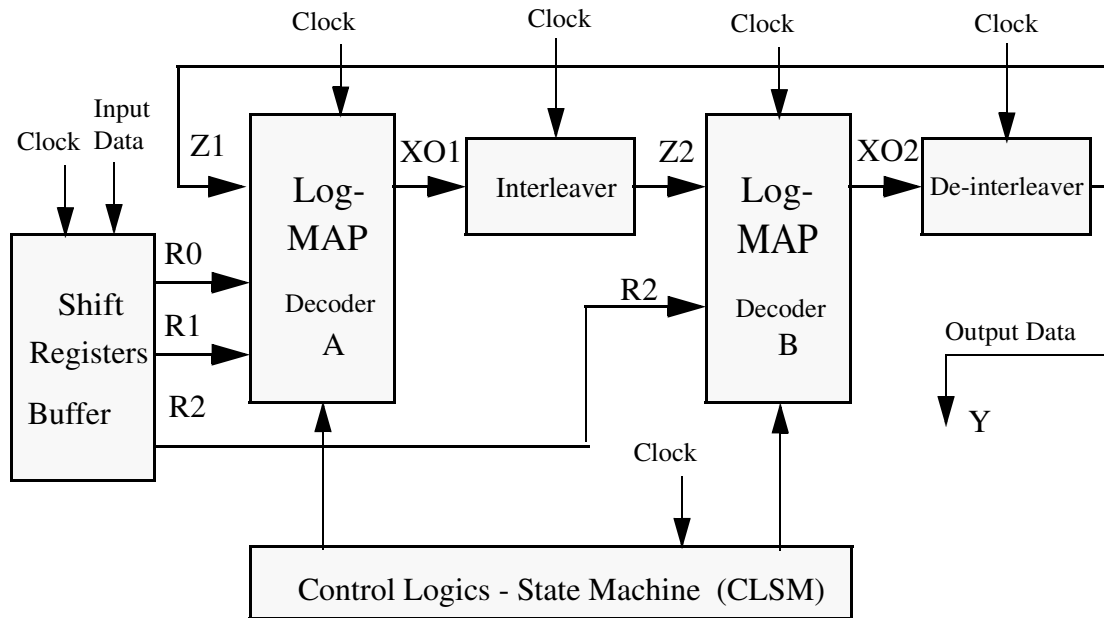 Clock
Clock
Clock
Clock
Input
Data
Clock
Z1
XO1
Z2
XO2
Log-
MAP
Decoder
A
Interleaver
Log-
MAP
Decoder
B
De-interleaver
R0
R1
R2
R2
Shift
Registers
Buffer
Output Data
Y
Clock
Control Logics - State Machine (CLSM)